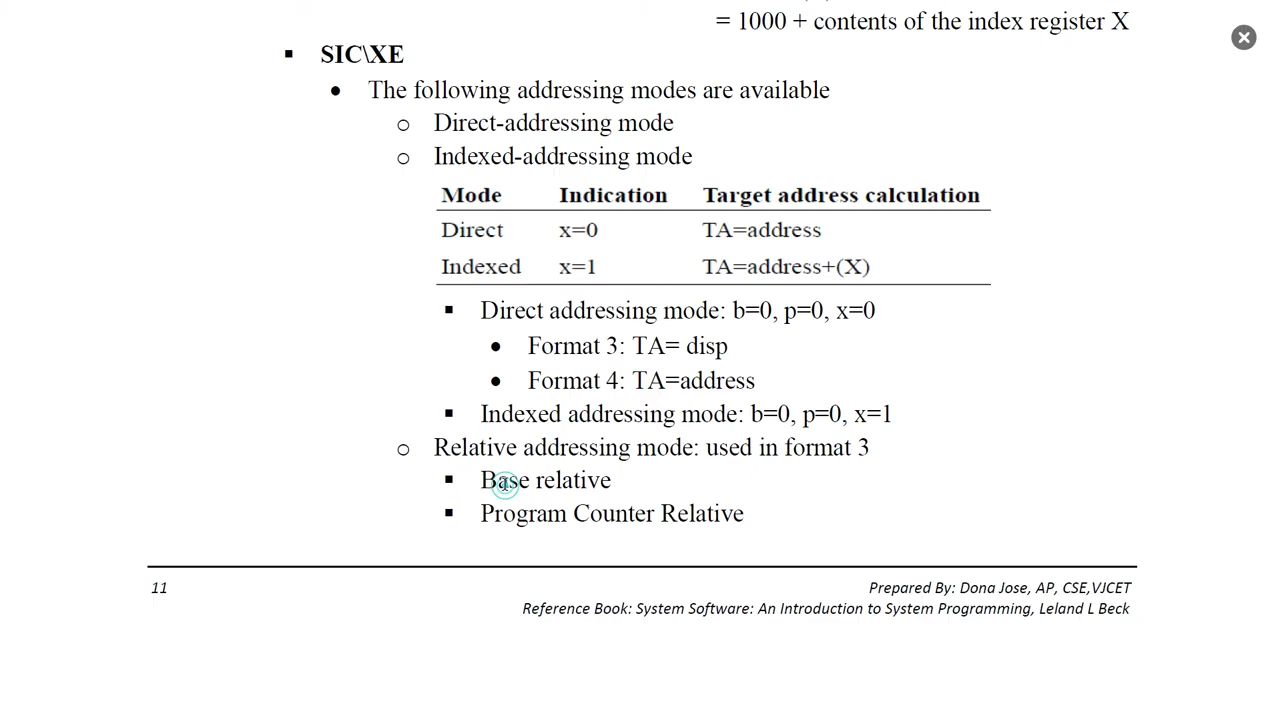 = 1000 + contents of the index register X
▪ SIC\XE
• The following addressing modes are available
o Direct-addressing mode
o Indexed-addressing mode
Mode Indication Target address calculation
Direct x=0 TA=address
Indexed x=1 TA=address+(X)
▪ Direct addressing mode: b=0, p=0, x=0
• Format 3: TA= disp
• Format 4: TA=address
▪ Indexed addressing mode: b=0, p=0, x=1
o Relative addressing mode: used in format 3
▪ Base relative
▪ Program Counter Relative
11 Prepared By: Dona Jose, AP, CSE,VJCET
Reference Book: System Software: An Introduction to System Programming, Leland L Beck